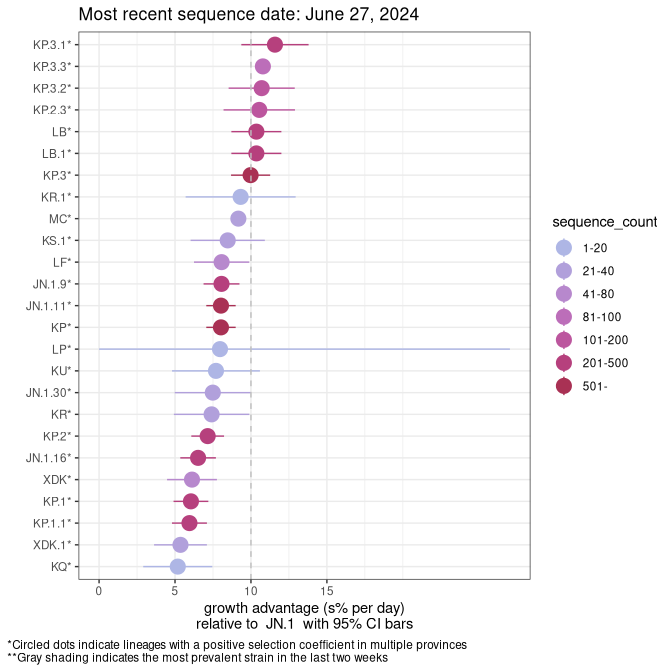 Most recent sequence date: June 27, 2024
KP.3.1*
KP.3.3*
KP.3.2*
KP.2.3*
LB*
LB.1*
KP.3*
KR.1*
MC*
KS.1*
LF*
JN.1.9*
JN.1.11*
KP*
LP*
KU*
JN.1.30*
KR*
KP.2*
JN.1.16*
XDK*
KP.1*
KP.1.1*
XDK.1*
KQ*
0 5 10 15
growth advantage (s% per day)
relative to JN.1 with 95% CI bars
sequence_count
1-20
21-40
41-80
81-100
101-200
201-500
501-
*Circled dots indicate lineages with a positive selection coefficient in multiple provinces
**Gray shading indicates the most prevalent strain in the last two weeks